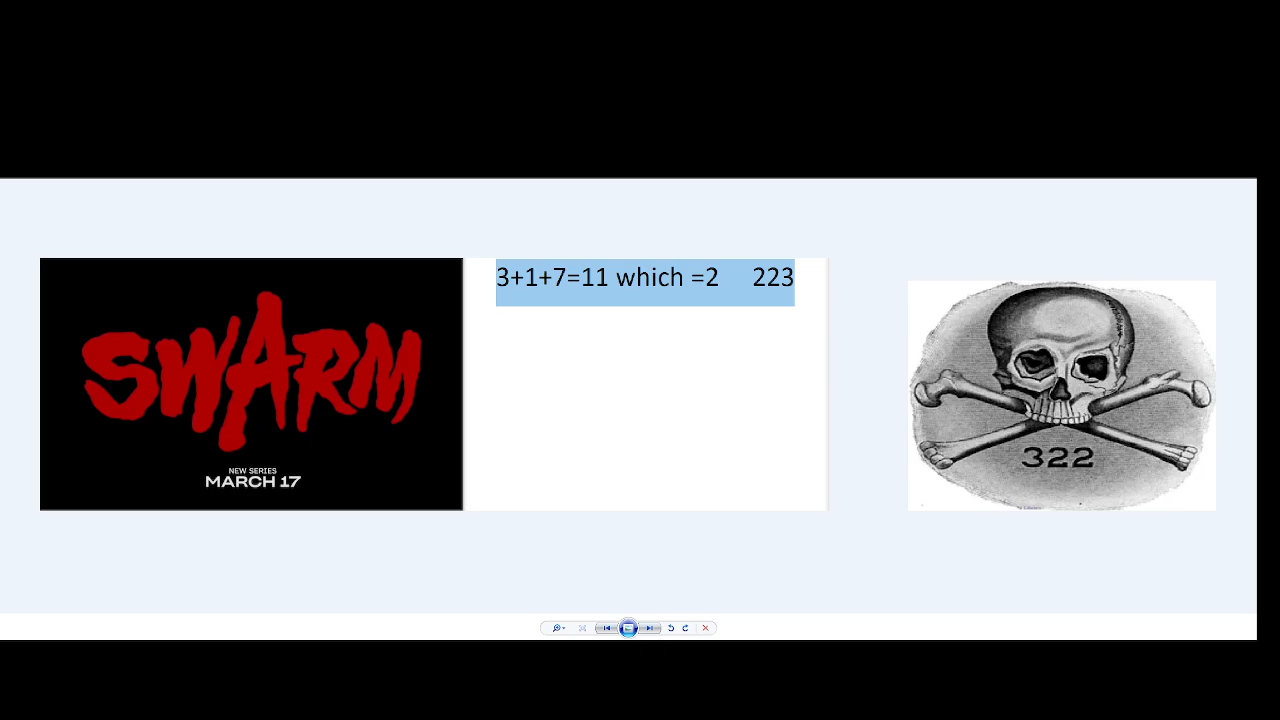 SWARM
NEW SERIES
MARCH 17
3+1+7=11 which =2 223
322